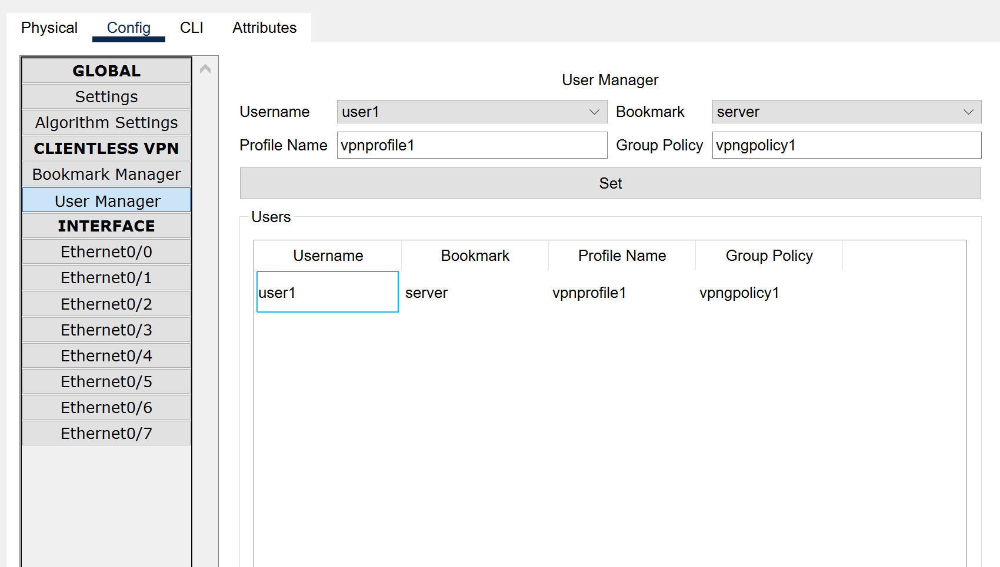 Physical Config CLI Attributes
GLOBAL
Settings
Algorithm Settings
CLIENTLESS VPN
Bookmark Manager
User Manager
INTERFACE
Ethernet0/0
Ethernet0/1
Ethernet0/2
Ethernet0/3
Ethernet0/4
Ethernet0/5
Ethernet0/6
Ethernet0/7
User Manager
Username user1 Bookmark server
Profile Name vpnprofile1 Group Policy vpngpolicy1
Set
Users
Username Bookmark Profile Name Group Policy
user1 server vpnprofile1 vpngpolicy1